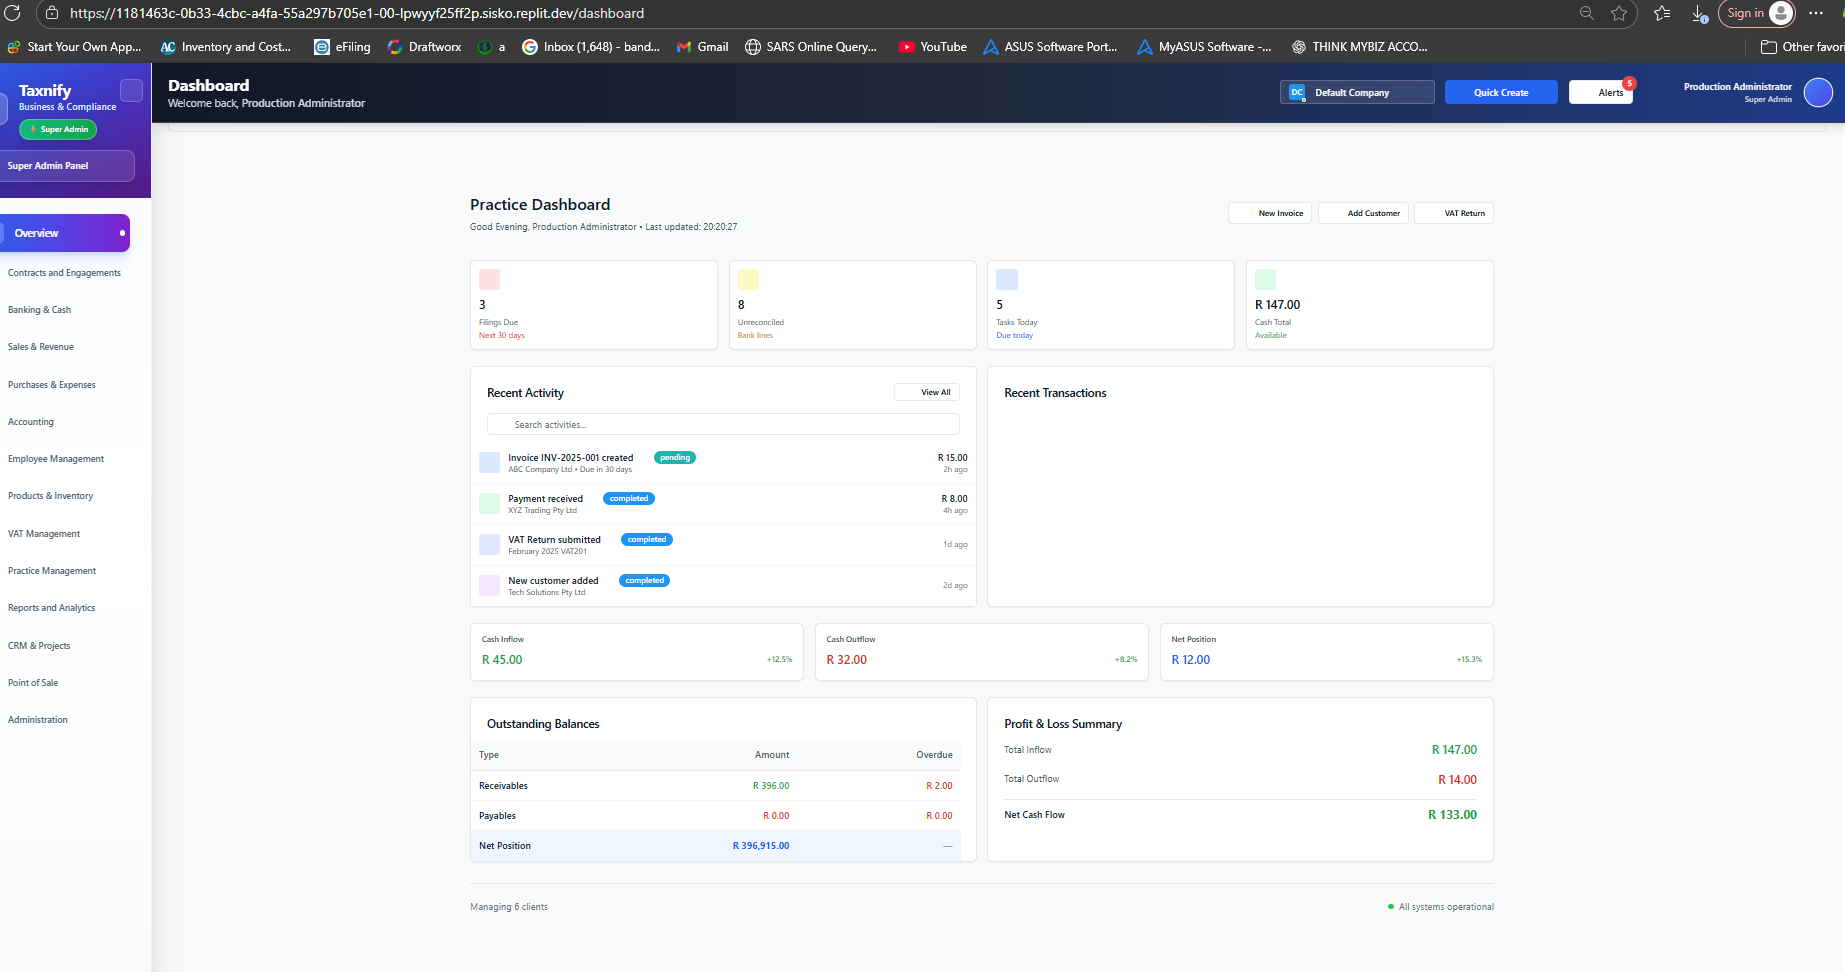 https://1181463c-0b33-4cbc-a4fa-55a297b705e1-00-lpwyyf25ff2p.sisko.replit.dev/dashboard
Sign in
Start Your Own App...
Inventory and Cost...
eFiling
Draftworx
a
Inbox (1,648) - band...
Gmail
SARS Online Query...
YouTube
ASUS Software Port...
MyASUS Software -...
THINK MYBIZ ACCO...
Other favori
Taxnify
Business & Compliance
Super Admin
Super Admin Panel
Dashboard
Welcome back, Production Administrator
DC
Default Company
Quick Create
Alerts
5
Production Administrator
Super Admin
Overview
Contracts and Engagements
Banking & Cash
Sales & Revenue
Purchases & Expenses
Accounting
Employee Management
Products & Inventory
VAT Management
Practice Management
Reports and Analytics
CRM & Projects
Point of Sale
Administration
Practice Dashboard
Good Evening, Production Administrator • Last updated: 20:20:27
New Invoice
Add Customer
VAT Return
3
Filings Due
Next 30 days
8
Unreconciled
Bank lines
5
Tasks Today
Due today
R 147.00
Cash Total
Available
Recent Activity
View All
Search activities...
Invoice INV-2025-001 created
pending
R 15.00
ABC Company Ltd • Due in 30 days
2h ago
Payment received
completed
R 8.00
XYZ Trading Pty Ltd
4h ago
VAT Return submitted
completed
February 2025 VAT201
1d ago
New customer added
completed
Tech Solutions Pty Ltd
2d ago
Recent Transactions
Cash Inflow
R 45.00
+12.5%
Cash Outflow
R 32.00
+8.2%
Net Position
R 12.00
+15.3%
Outstanding Balances
Type Amount Overdue
Receivables R 396.00 R 2.00
Payables R 0.00 R 0.00
Net Position R 396,915.00 —
Profit & Loss Summary
Total Inflow R 147.00
Total Outflow R 14.00
Net Cash Flow R 133.00
Managing 6 clients
All systems operational